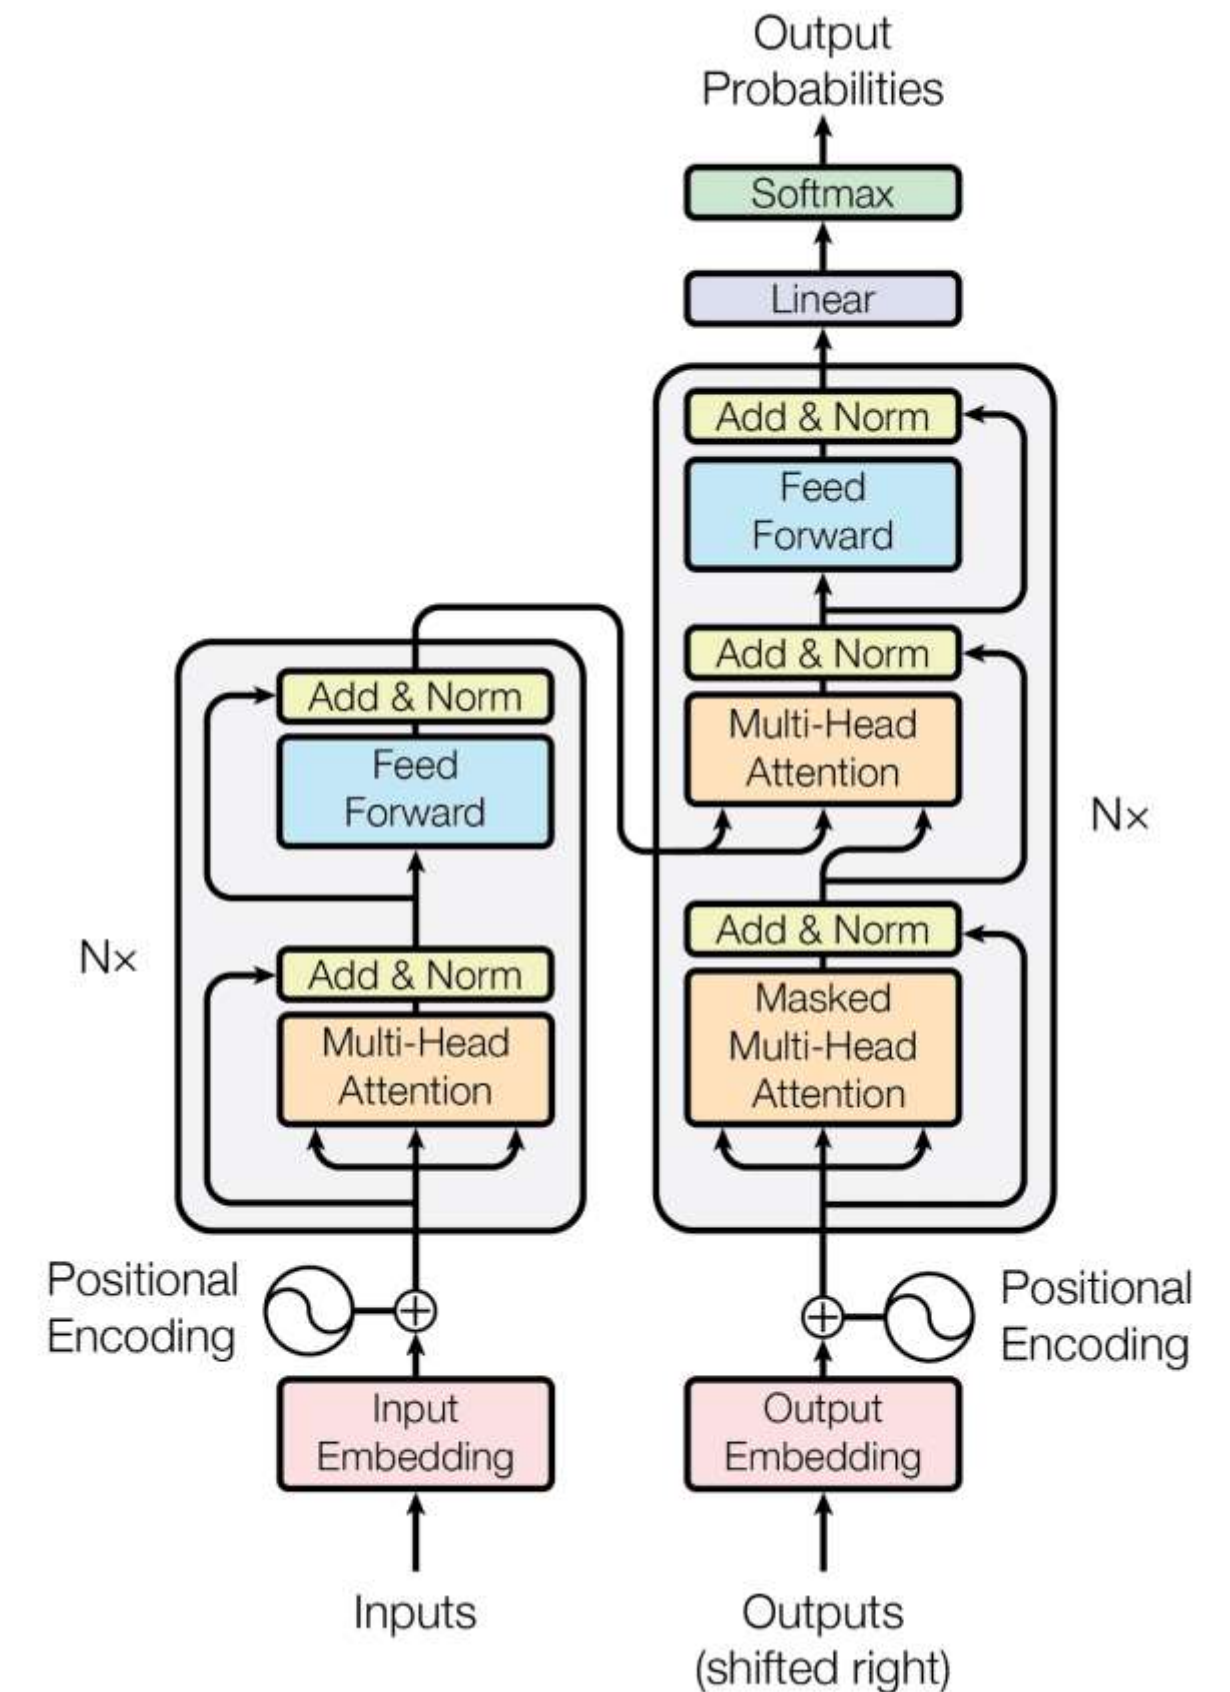 Output
Probabilities
Softmax
Linear
Add & Norm
Feed
Forward
Add & Norm
Multi-Head
Attention
Nx
Add & Norm
Masked
Multi-Head
Attention
Add & Norm
Feed
Forward
Nx
Add & Norm
Multi-Head
Attention
Positional
Encoding
Positional
Encoding
Input
Embedding
Output
Embedding
Inputs
Outputs
(shifted right)